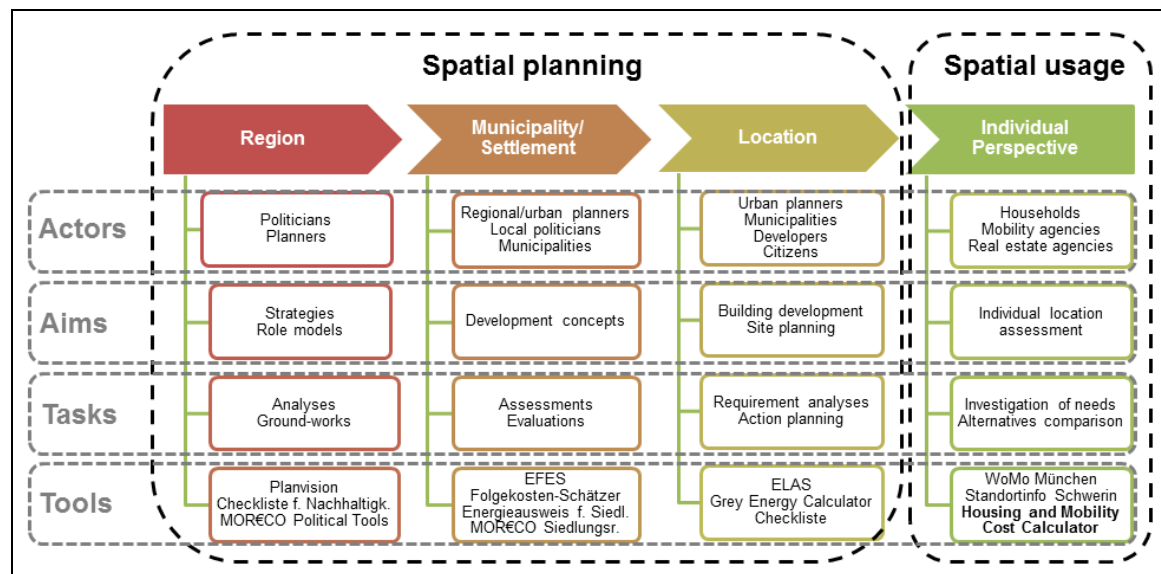 Spatial planning
Spatial usage
Region
Municipality/
Settlement
Location
Individual
Perspective
Actors
Politicians
Planners
Regional/urban planners
Local politicians
Municipalities
Urban planners
Municipalities
Developers
Citizens
Households
Mobility agencies
Real estate agencies
Aims
Strategies
Role models
Development concepts
Building development
Site planning
Individual location
assessment
Tasks
Analyses
Ground-works
Assessments
Evaluations
Requirement analyses
Action planning
Investigation of needs
Alternatives comparison
Tools
Planvision
Checkliste f. Nachhaltigk.
MOR€CO Political Tools
EFES
Folgekosten-Schätzer
Energieausweis f. Siedl.
MOR€CO Siedlungsr.
ELAS
Grey Energy Calculator
Checkliste
WoMo München
Standortinfo Schwerin
Housing and Mobility
Cost Calculator